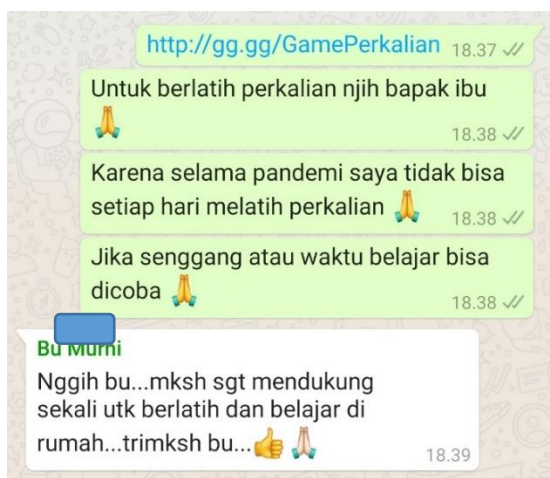 http://gg.gg/GamePerkalian 18.37
Untuk berlatih perkalian njih bapak ibu
🙏
18.38
Karena selama pandemi saya tidak bisa
setiap hari melatih perkalian 🙏 18.38
Jika senggang atau waktu belajar bisa
dicoba 🙏 18.38
Bu Murni
Nggih bu...mksh sgt mendukung
sekali utk berlatih dan belajar di
rumah...trimksh bu...👍🙏🏻 18.39